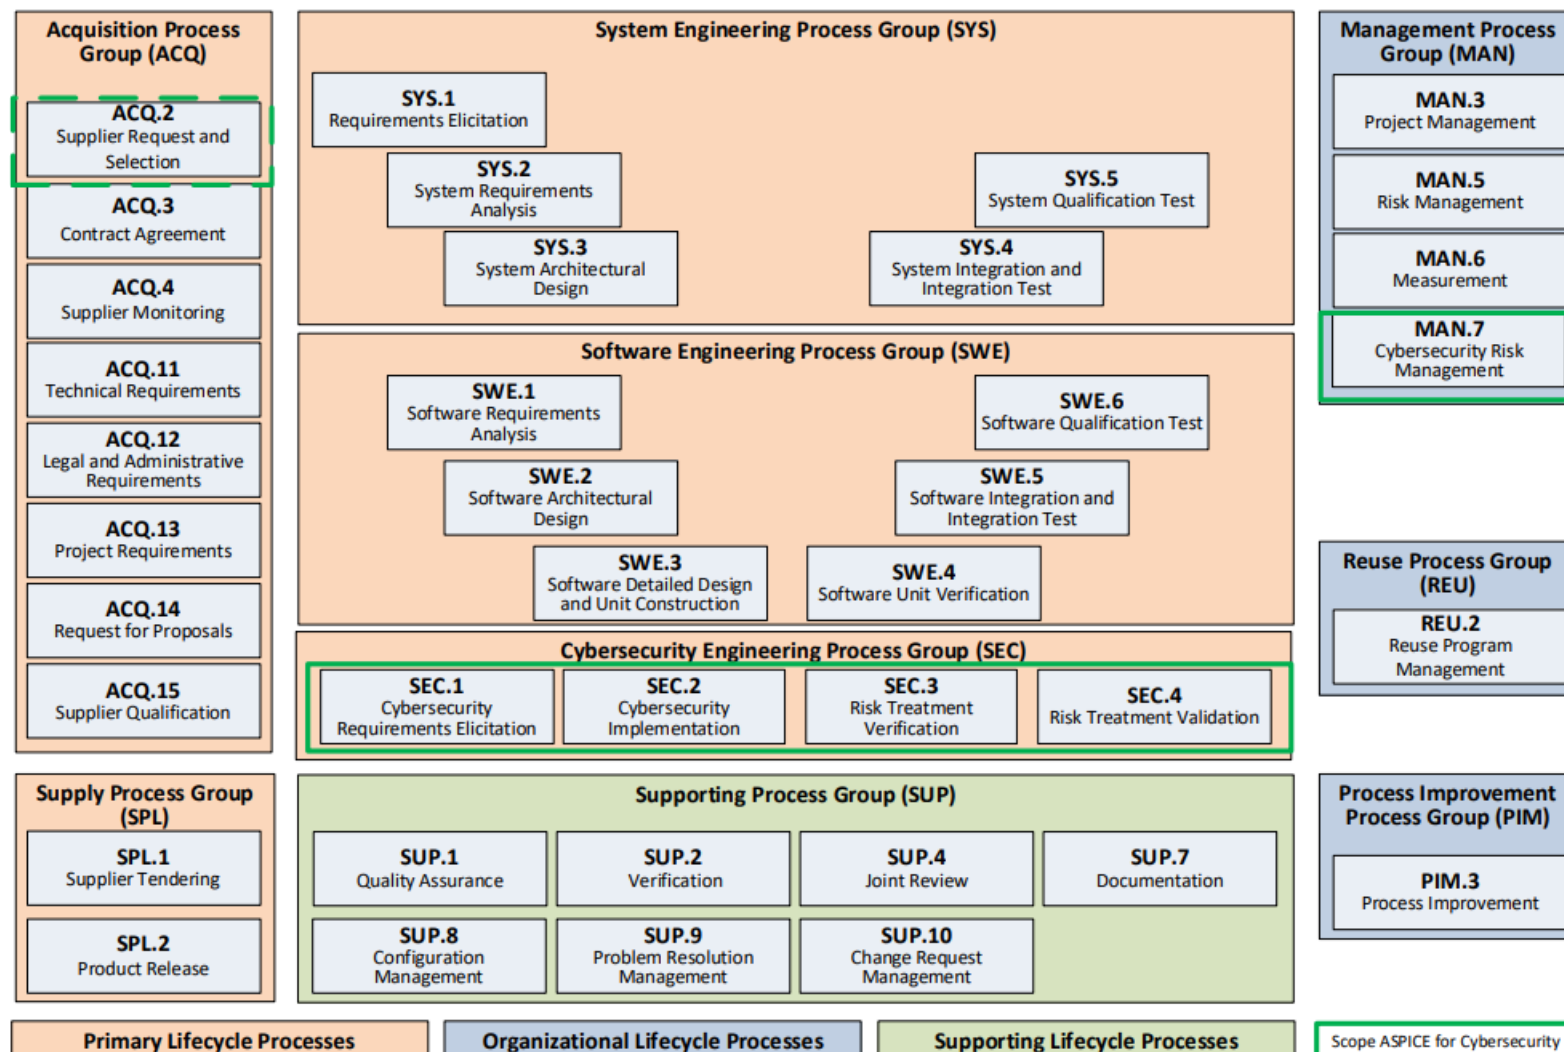 Acquisition Process
Group (ACQ)
ACQ.2
Supplier Request and
Selection
ACQ.3
Contract Agreement
ACQ.4
Supplier Monitoring
ACQ.11
Technical Requirements
ACQ.12
Legal and Administrative
Requirements
ACQ.13
Project Requirements
ACQ.14
Request for Proposals
ACQ.15
Supplier Qualification
System Engineering Process Group (SYS)
SYS.1
Requirements Elicitation
SYS.2
System Requirements
Analysis
SYS.3
System Architectural
Design
SYS.5
System Qualification Test
SYS.4
System Integration and
Integration Test
Software Engineering Process Group (SWE)
SWE.1
Software Requirements
Analysis
SWE.2
Software Architectural
Design
SWE.3
Software Detailed Design
and Unit Construction
SWE.6
Software Qualification Test
SWE.5
Software Integration and
Integration Test
SWE.4
Software Unit Verification
Cybersecurity Engineering Process Group (SEC)
SEC.1
Cybersecurity
Requirements Elicitation
SEC.2
Cybersecurity
Implementation
SEC.3
Risk Treatment
Verification
SEC.4
Risk Treatment Validation
Management Process
Group (MAN)
MAN.3
Project Management
MAN.5
Risk Management
MAN.6
Measurement
MAN.7
Cybersecurity Risk
Management
Reuse Process Group
(REU)
REU.2
Reuse Program
Management
Supply Process Group
(SPL)
SPL.1
Supplier Tendering
SPL.2
Product Release
Supporting Process Group (SUP)
SUP.1
Quality Assurance
SUP.2
Verification
SUP.4
Joint Review
SUP.7
Documentation
SUP.8
Configuration
Management
SUP.9
Problem Resolution
Management
SUP.10
Change Request
Management
Process Improvement
Process Group (PIM)
PIM.3
Process Improvement
Primary Lifecycle Processes
Organizational Lifecycle Processes
Supporting Lifecycle Processes
Scope ASPICE for Cybersecurity